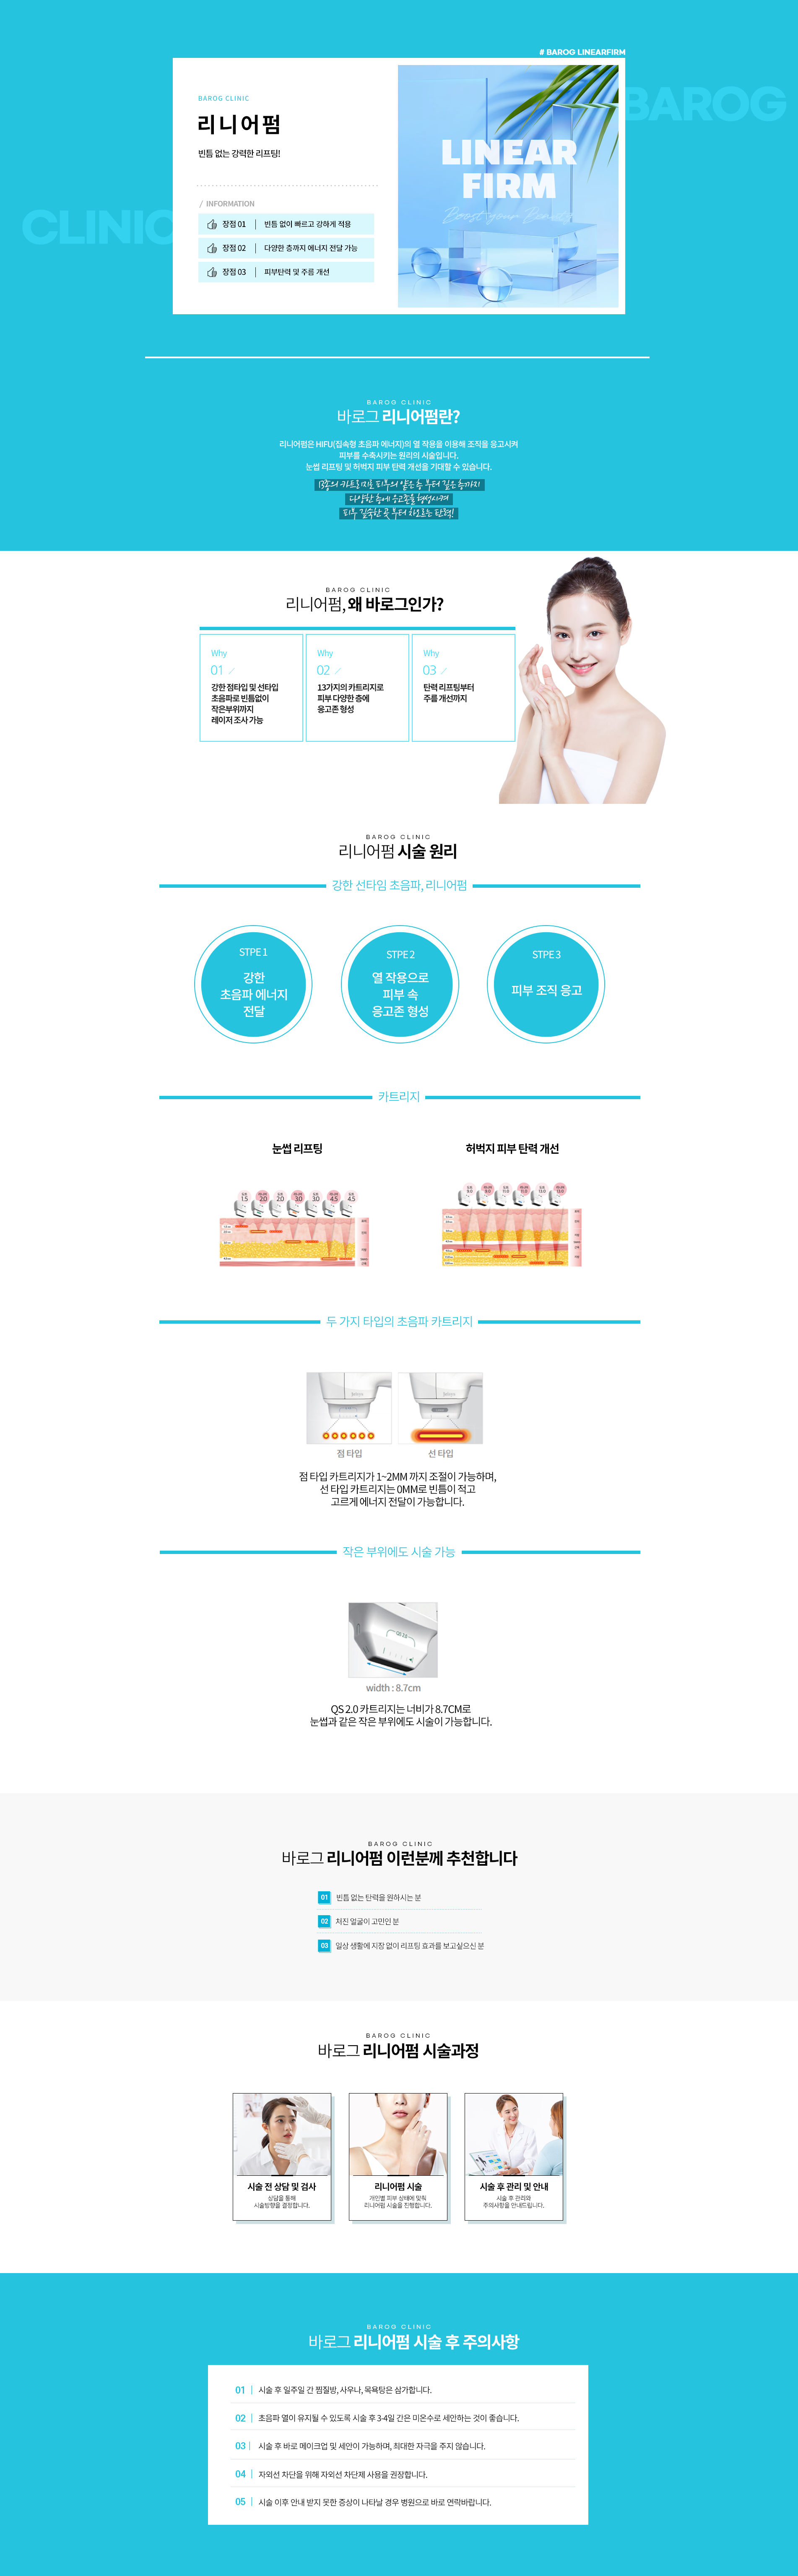 # BAROG LINEARFIRM
BAROG
CLINIC
BAROG CLINIC
리니어펌
빈틈 없는 강력한 리프팅!
/ INFORMATION
장점 01 | 빈틈 없이 빠르고 강하게 적용
장점 02 | 다양한 층까지 에너지 전달 가능
장점 03 | 피부탄력 및 주름 개선
LINEAR
FIRM
BAROG CLINIC
바로그 리니어펌란?
리니어펌은 HIFU(집속형 초음파 에너지)의 열 작용을 이용해 조직을 응고시켜
피부를 수축시키는 원리의 시술입니다.
눈썹 리프팅 및 허벅지 피부 탄력 개선을 기대할 수 있습니다.
13종의 카트리지로 피부의 얕은 층 부터 깊은 층까지
다양한 층에 응고존을 형성시켜
피부 깊숙한 곳 부터 차오르는 탄력!
BAROG CLINIC
리니어펌, 왜 바로그인가?
Why
01 /
강한 점타입 및 선타입
초음파로 빈틈없이
작은부위까지
레이저 조사 가능
Why
02 /
13가지의 카트리지로
피부 다양한 층에
응고존 형성
Why
03 /
탄력 리프팅부터
주름 개선까지
BAROG CLINIC
리니어펌 시술 원리
강한 선타임 초음파, 리니어펌
STPE 1
강한
초음파 에너지
전달
STPE 2
열 작용으로
피부 속
응고존 형성
STPE 3
피부 조직 응고
카트리지
눈썹 리프팅
허벅지 피부 탄력 개선
1.5
2.0
2.0
3.0
3.0
4.5
4.5
9.0
9.0
11.0
11.0
13.0
13.0
두 가지 타입의 초음파 카트리지
점 타입
선 타입
점 타입 카트리지가 1~2MM 까지 조절이 가능하며,
선 타입 카트리지는 0MM로 빈틈이 적고
고르게 에너지 전달이 가능합니다.
작은 부위에도 시술 가능
QS 2.0
width : 8.7cm
QS 2.0 카트리지는 너비가 8.7CM로
눈썹과 같은 작은 부위에도 시술이 가능합니다.
BAROG CLINIC
바로그 리니어펌 이런분께 추천합니다
01 빈틈 없는 탄력을 원하시는 분
02 처진 얼굴이 고민인 분
03 일상 생활에 지장 없이 리프팅 효과를 보고싶으신 분
BAROG CLINIC
바로그 리니어펌 시술과정
시술 전 상담 및 검사
상담을 통해
시술방향을 결정합니다.
리니어펌 시술
개인별 피부 상태에 맞춰
리니어펌 시술을 진행합니다.
시술 후 관리 및 안내
시술 후 관리와
주의사항을 안내드립니다.
BAROG CLINIC
바로그 리니어펌 시술 후 주의사항
01 | 시술 후 일주일 간 찜질방, 사우나, 목욕탕은 삼가합니다.
02 | 초음파 열이 유지될 수 있도록 시술 후 3-4일 간은 미온수로 세안하는 것이 좋습니다.
03 | 시술 후 바로 메이크업 및 세안이 가능하며, 최대한 자극을 주지 않습니다.
04 | 자외선 차단을 위해 자외선 차단제 사용을 권장합니다.
05 | 시술 이후 안내 받지 못한 증상이 나타날 경우 병원으로 바로 연락바랍니다.